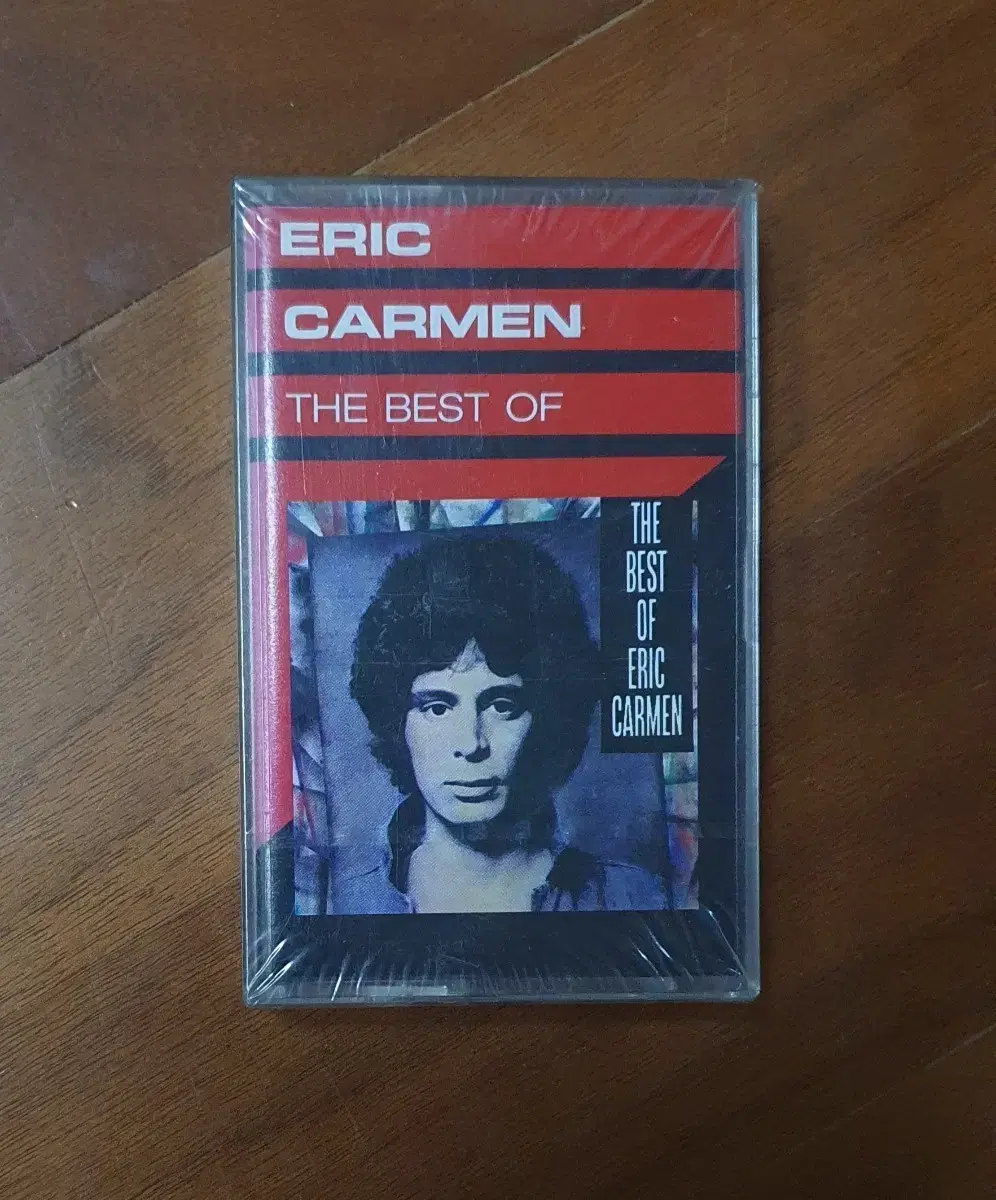 ERIC
CARMEN
THE BEST OF
THE
BEST
OF
ERIC
CARMEN